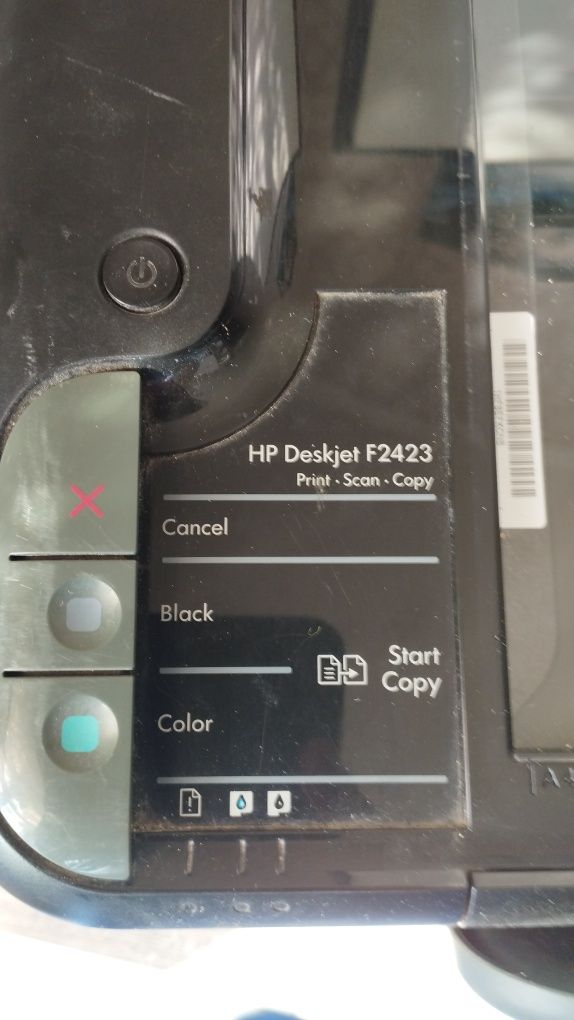 HP Deskjet F2423
Print · Scan · Copy
Cancel
Black
Start
Copy
Color